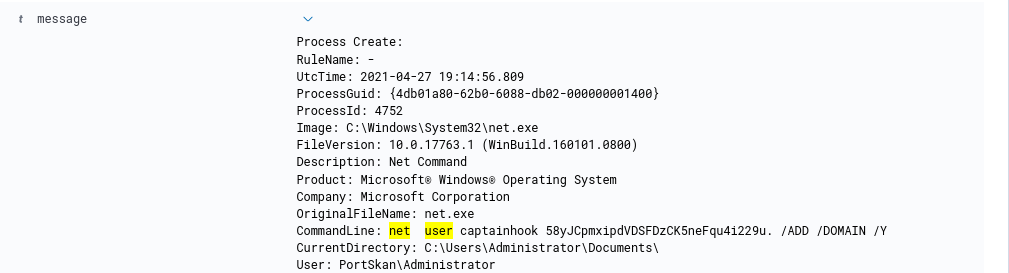 t message
Process Create:
RuleName: -
UtcTime: 2021-04-27 19:14:56.809
ProcessGuid: {4db01a80-62b0-6088-db02-000000001400}
ProcessId: 4752
Image: C:\Windows\System32\net.exe
FileVersion: 10.0.17763.1 (WinBuild.160101.0800)
Description: Net Command
Product: Microsoft® Windows® Operating System
Company: Microsoft Corporation
OriginalFileName: net.exe
CommandLine: net  user captainhook 58yJCpmxipdVDSFDzCK5neFqu4i229u. /ADD /DOMAIN /Y
CurrentDirectory: C:\Users\Administrator\Documents\
User: PortSkan\Administrator